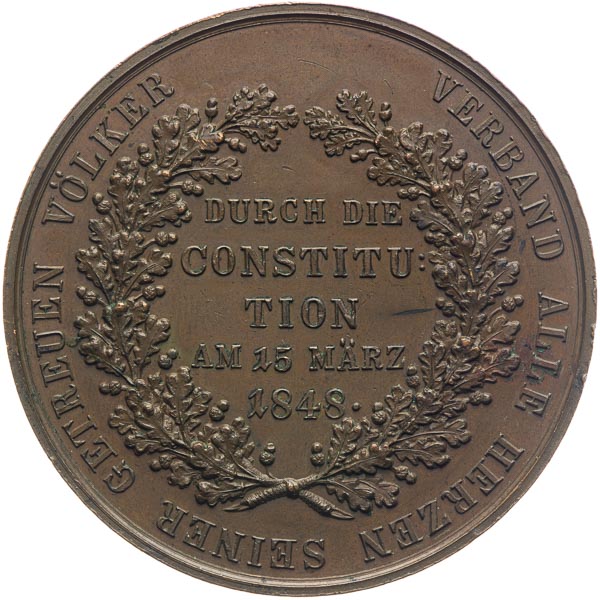 VERBAND ALLE HERZEN SEINER GETREUEN VÖLKER
DURCH DIE
CONSTITU:
TION
AM 15 MÄRZ
1848.